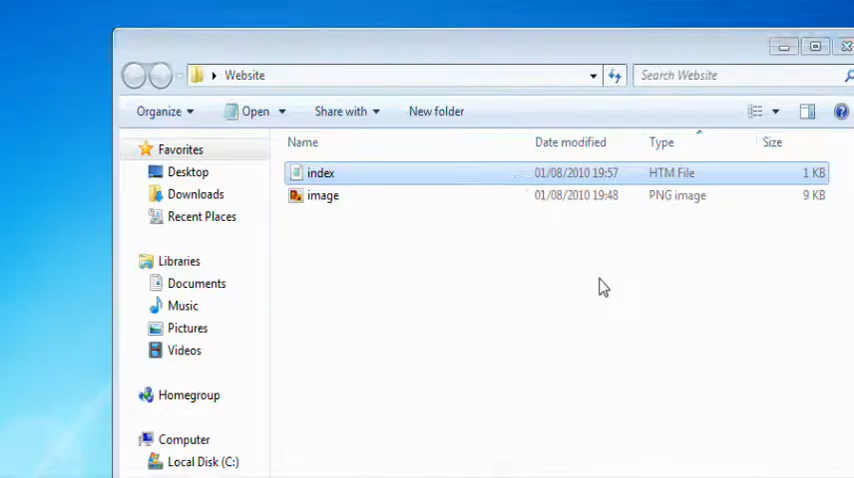 Website
Search Website
Organize Open Share with New folder
Name Date modified Type Size
Favorites
index 01/08/2010 19:57 HTM File 1 KB
Desktop
image 01/08/2010 19:48 PNG image 9 KB
Downloads
Recent Places
Libraries
Documents
Music
Pictures
Videos
Homegroup
Computer
Local Disk (C:)